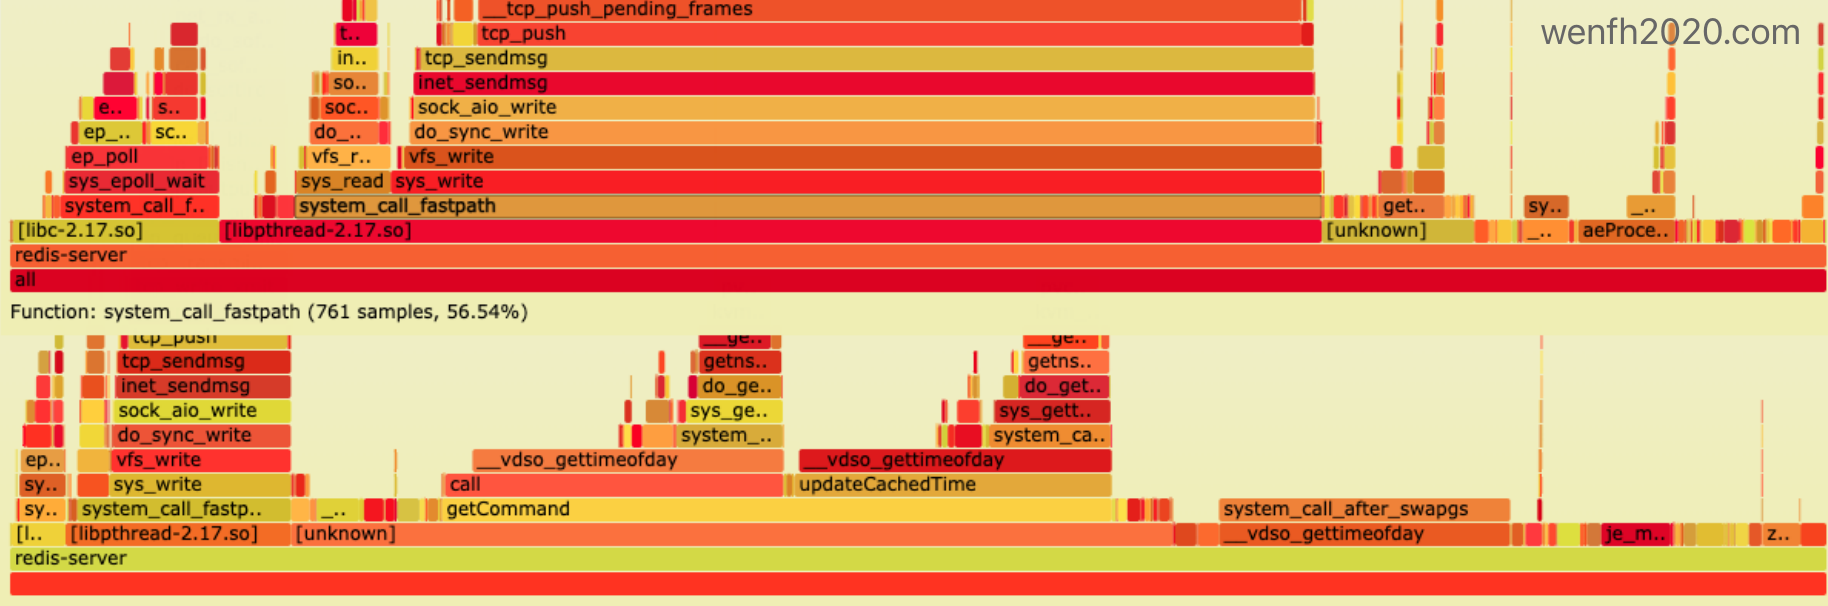 __tcp_push_pending_frames
wenfh2020.com
t.. tcp_push
in.. tcp_sendmsg
so.. inet_sendmsg
e.. s.. soc.. sock_aio_write
ep_.. sc.. do_.. do_sync_write
ep_poll vfs_r.. vfs_write
sys_epoll_wait sys_read sys_write
system_call_f.. system_call_fastpath get.. sy.. _..
[libc-2.17.so] [libpthread-2.17.so] [unknown] _.. aeProce..
redis-server
all
Function: system_call_fastpath (761 samples, 56.54%)
tcp_push __ge.. __ge..
tcp_sendmsg getns.. getns..
inet_sendmsg do_ge.. do_get..
sock_aio_write sys_ge.. sys_gett..
do_sync_write system_.. system_ca..
ep.. vfs_write __vdso_gettimeofday __vdso_gettimeofday
sy.. sys_write call updateCachedTime
sy.. system_call_fastp.. _.. getCommand system_call_after_swapgs
[l.. [libpthread-2.17.so] [unknown] __vdso_gettimeofday je_m.. z..
redis-server